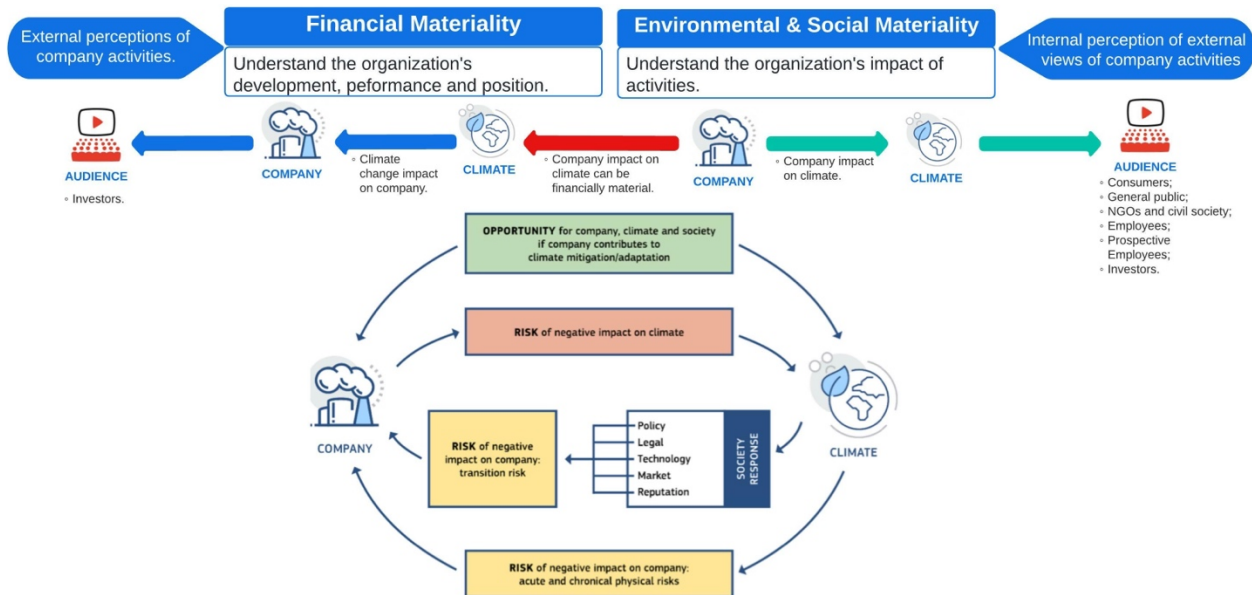 External perceptions of
company activities.
Financial Materiality
Understand the organization's
development, peformance and position.
Environmental & Social Materiality
Understand the organization's impact of
activities.
Internal perception of external
views of company activities
AUDIENCE
◦ Investors.
COMPANY
◦ Climate
change impact
on company.
CLIMATE
◦ Company impact on
climate can be
financially material.
COMPANY
◦ Company impact
on climate.
CLIMATE
AUDIENCE
◦ Consumers;
◦ General public;
◦ NGOs and civil society;
◦ Employees;
◦ Prospective
Employees;
◦ Investors.
OPPORTUNITY for company, climate and society
if company contributes to
climate mitigation/adaptation
RISK of negative impact on climate
COMPANY
RISK of negative
impact on company:
transition risk
Policy
Legal
Technology
Market
Reputation
SOCIETY
RESPONSE
CLIMATE
RISK of negative impact on company:
acute and chronical physical risks